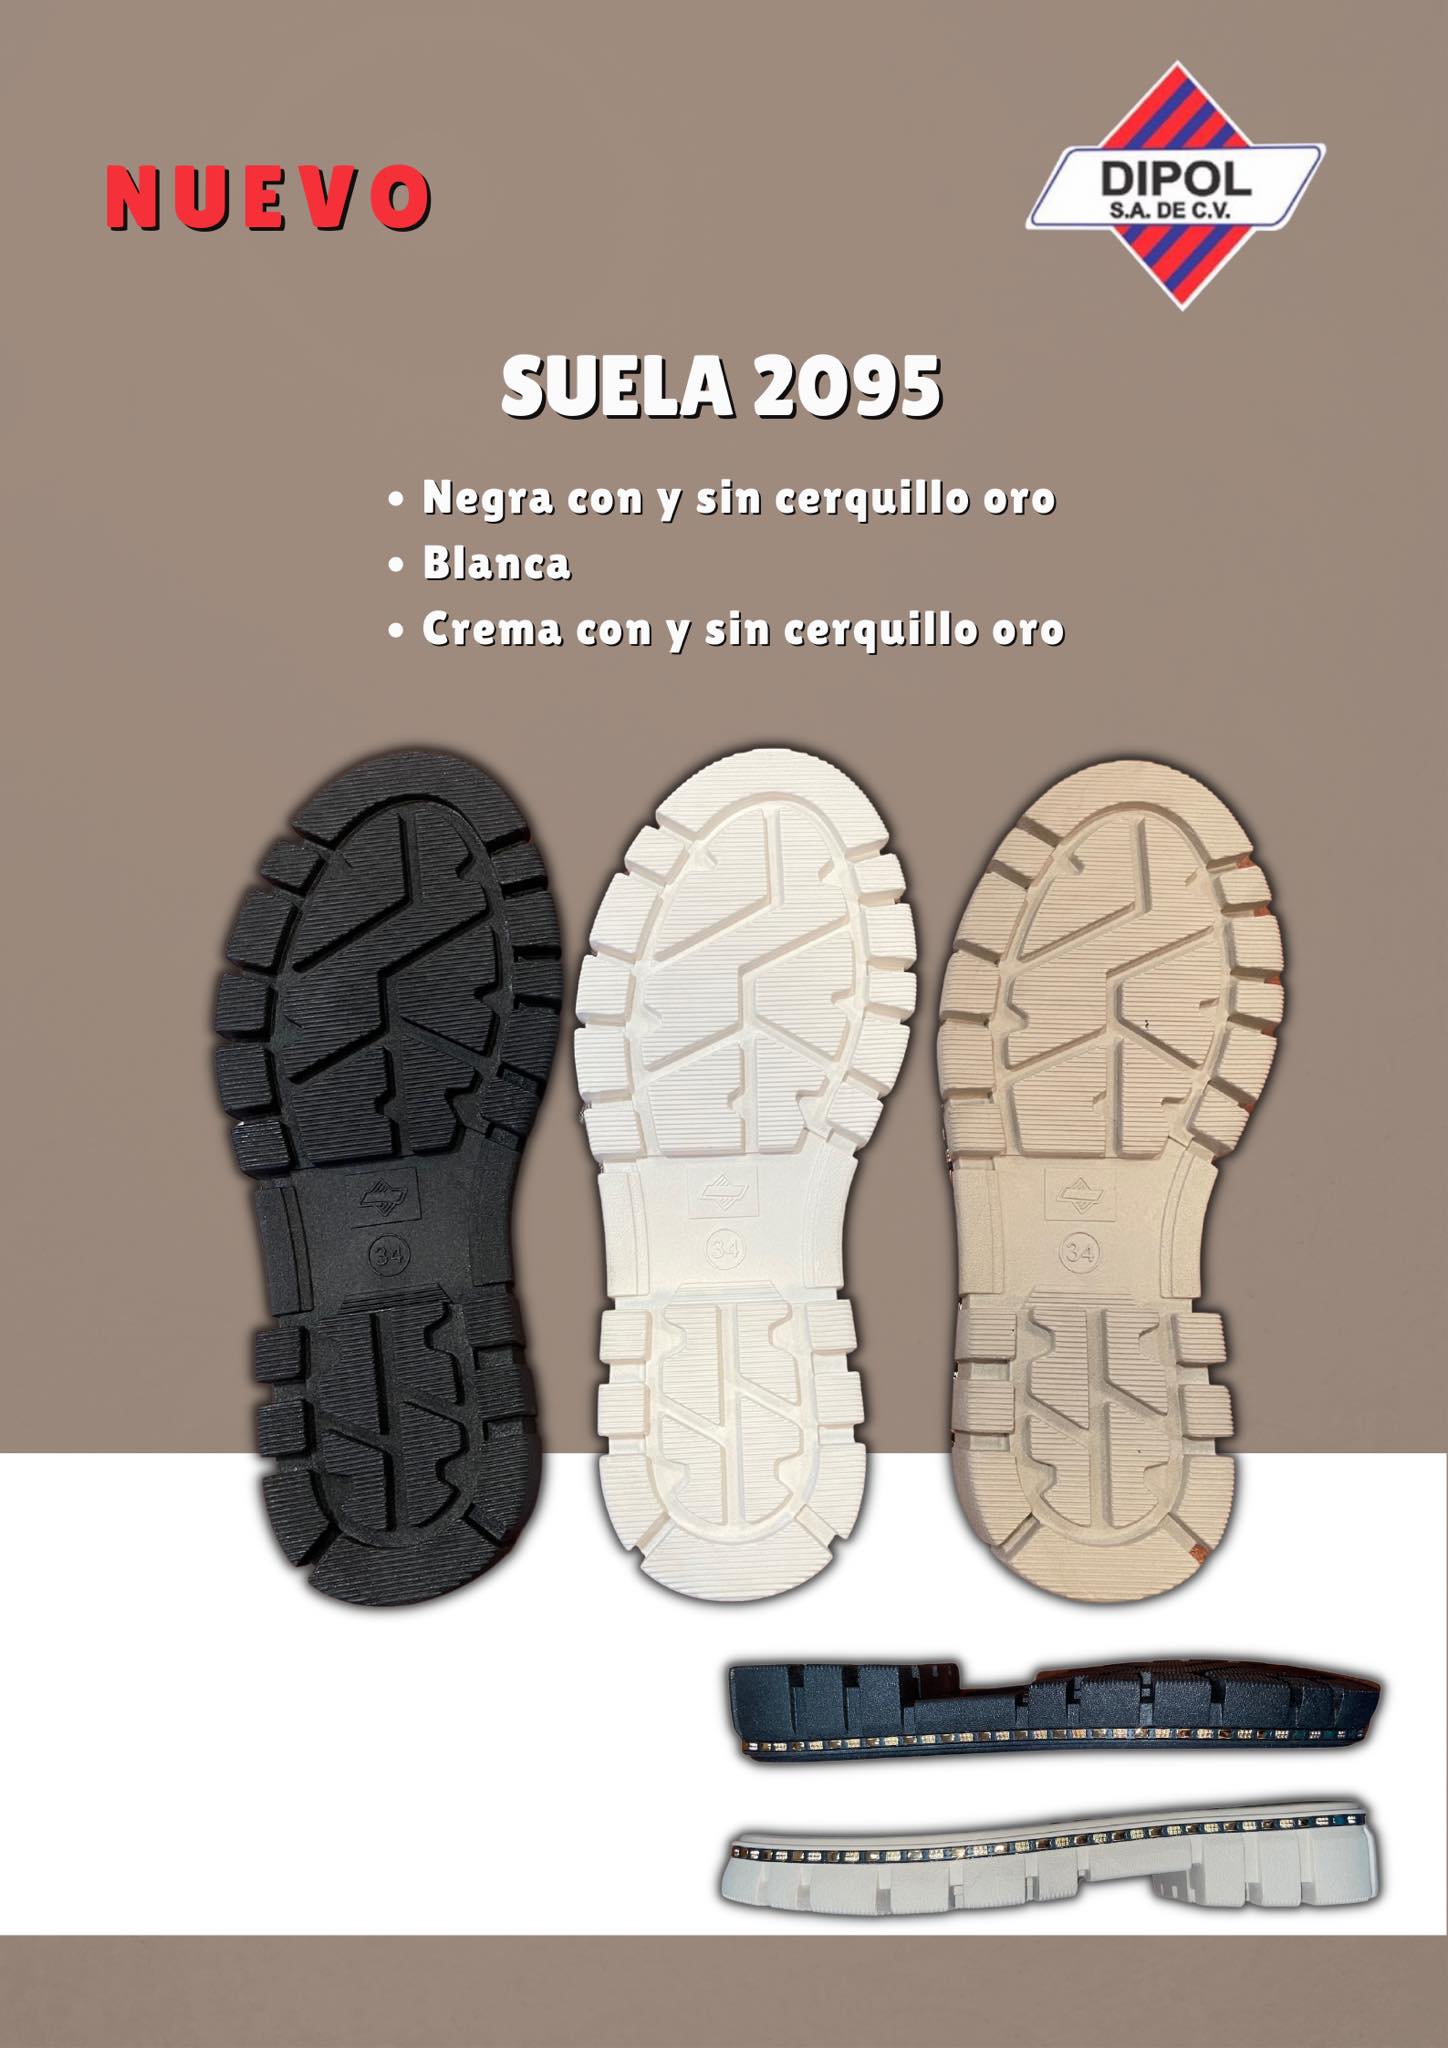 NUEVO
DIPOL
S.A. DE C.V.
SUELA 2095
• Negra con y sin cerquillo oro
• Blanca
• Crema con y sin cerquillo oro
34
34
34